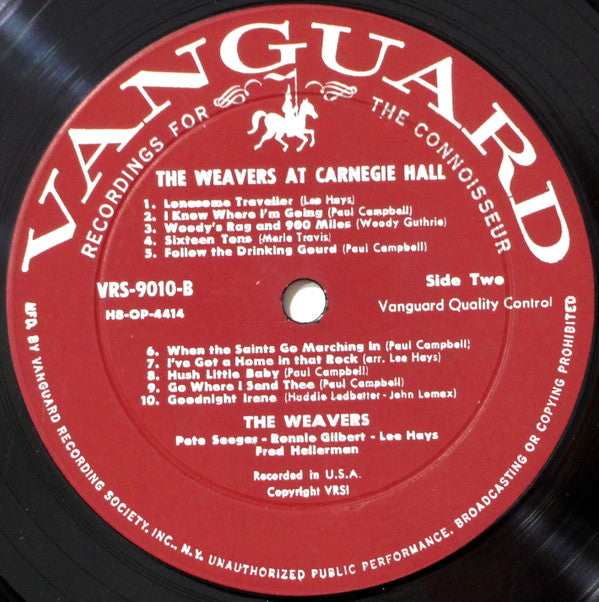 VANGUARD
RECORDINGS FOR THE CONNOISSEUR
THE WEAVERS AT CARNEGIE HALL
1. Lonesome Traveller (Lee Hays)
2. I Know Where I'm Going (Paul Campbell)
3. Woody's Rag and 900 Miles (Woody Guthrie)
4. Sixteen Tons (Merle Travis)
5. Follow the Drinking Gourd (Paul Campbell)
VRS-9010-B
Side Two
H8-OP-4414
Vanguard Quality Control
6. When the Saints Go Marching In (Paul Campbell)
7. I've Got a Home in that Rock (arr. Lee Hays)
8. Hush Little Baby (Paul Campbell)
9. Go Where I Send Thee (Paul Campbell)
10. Goodnight Irene (Huddie Ledbetter - John Lomax)
THE WEAVERS
Pete Seeger - Ronnie Gilbert - Lee Hays
Fred Hellerman
Recorded in U.S.A.
Copyright VRSI
MFD. BY VANGUARD RECORDING SOCIETY, INC., N.Y. UNAUTHORIZED PUBLIC PERFORMANCE, BROADCASTING OR COPYING PROHIBITED